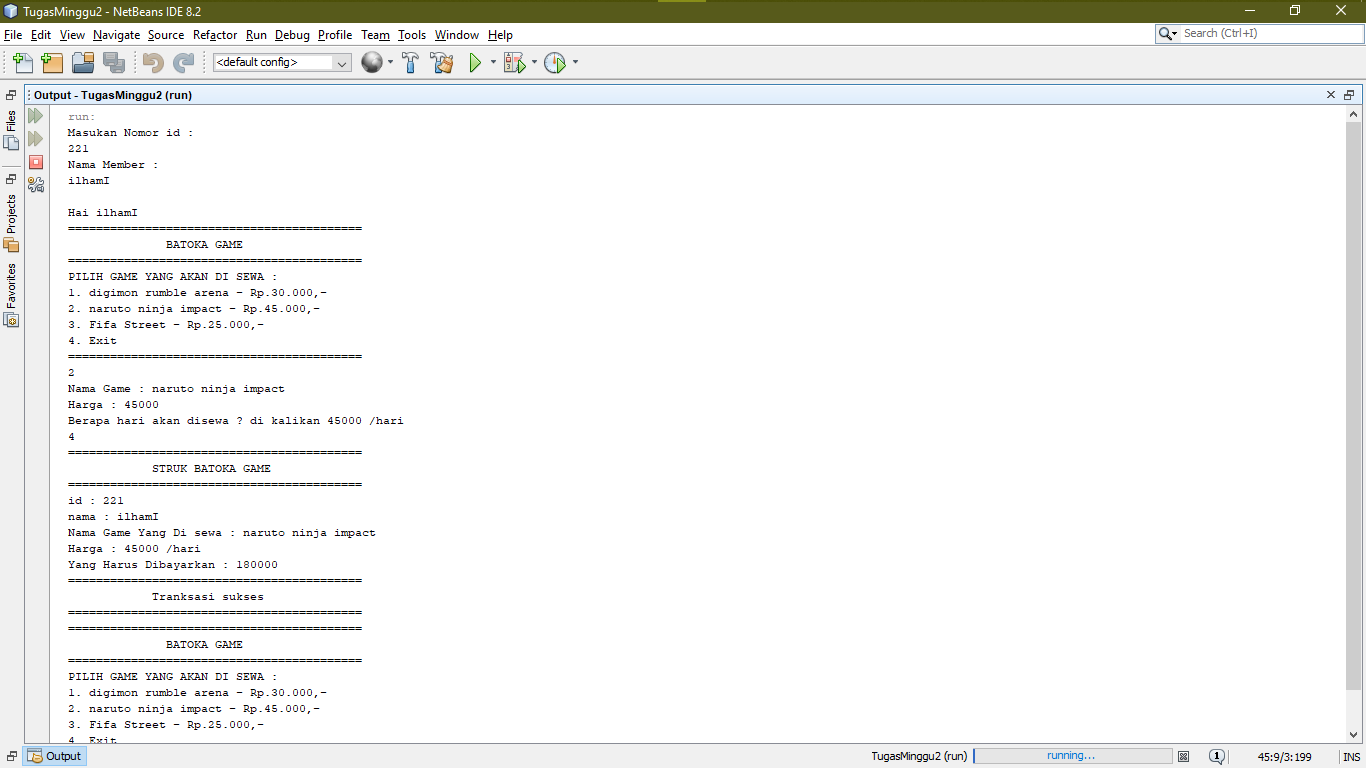 TugasMinggu2 - NetBeans IDE 8.2
File Edit View Navigate Source Refactor Run Debug Profile Team Tools Window Help
Search (Ctrl+I)
<default config>
Output - TugasMinggu2 (run)
Files
Projects
Favorites
run:
Masukan Nomor id :
221
Nama Member :
ilhamI
Hai ilhamI
==========================================
BATOKA GAME
==========================================
PILIH GAME YANG AKAN DI SEWA :
1. digimon rumble arena - Rp.30.000,-
2. naruto ninja impact - Rp.45.000,-
3. Fifa Street - Rp.25.000,-
4. Exit
==========================================
2
Nama Game : naruto ninja impact
Harga : 45000
Berapa hari akan disewa ? di kalikan 45000 /hari
4
==========================================
STRUK BATOKA GAME
==========================================
id : 221
nama : ilhamI
Nama Game Yang Di sewa : naruto ninja impact
Harga : 45000 /hari
Yang Harus Dibayarkan : 180000
==========================================
Tranksasi sukses
==========================================
==========================================
BATOKA GAME
==========================================
PILIH GAME YANG AKAN DI SEWA :
1. digimon rumble arena - Rp.30.000,-
2. naruto ninja impact - Rp.45.000,-
3. Fifa Street - Rp.25.000,-
4. Exit
Output
TugasMinggu2 (run) running... 1 45:9/3:199 INS